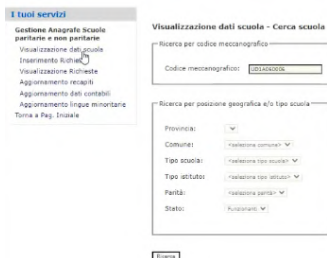 I tuoi servizi
Gestione Anagrafe Scuole
paritarie e non paritarie
Visualizzazione dati scuola
Inserimento Richieste
Visualizzazione Richieste
Aggiornamento recapiti
Aggiornamento dati contabili
Aggiornamento lingue minoritarie
Torna a Pag. Iniziale
Visualizzazione dati scuola - Cerca scuola
Ricerca per codice meccanografico
Codice meccanografico:
Ricerca per posizione geografica e/o tipo scuola
Provincia:
Comune: <seleziona comune>
Tipo scuola: <seleziona tipo scuola>
Tipo istituto: <seleziona tipo istituto>
Parità: <seleziona parità>
Stato: Funzionanti
Ricerca